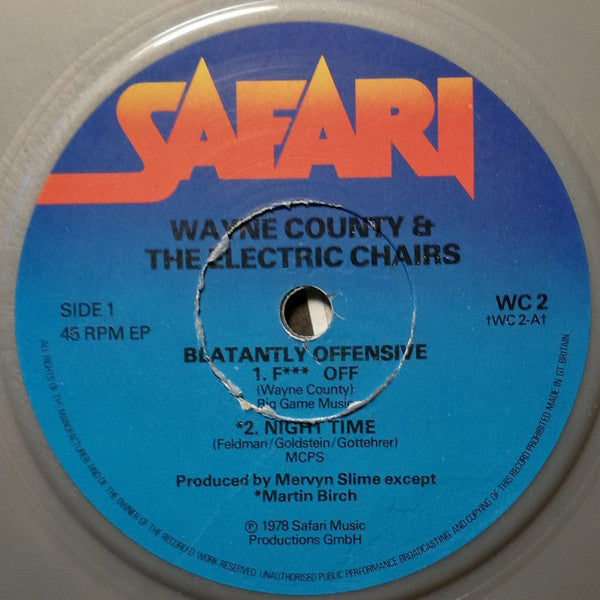 SAFARI
WAYNE COUNTY &
THE ELECTRIC CHAIRS
SIDE 1
45 RPM EP
WC 2
†WC 2-A†
BLATANTLY OFFENSIVE
1. F*** OFF
(Wayne County)
Big Game Music
*2. NIGHT TIME
(Feldman/Goldstein/Gottehrer)
MCPS
Produced by Mervyn Slime except
*Martin Birch
℗ 1978 Safari Music
Productions GmbH
ALL RIGHTS OF THE MANUFACTURER AND OF THE OWNER OF THE RECORDED WORK RESERVED. UNAUTHORISED PUBLIC PERFORMANCE BROADCASTING AND COPYING OF THIS RECORD PROHIBITED MADE IN GT BRITAIN